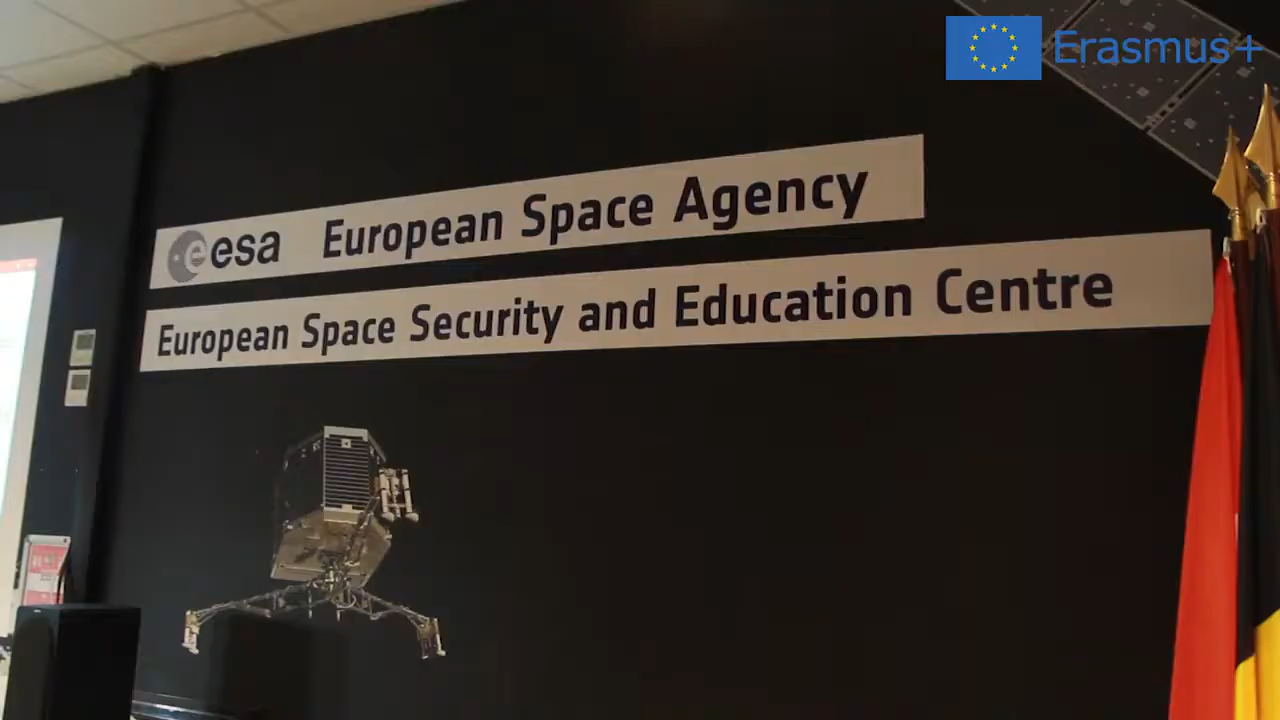 Erasmus+
esa European Space Agency
European Space Security and Education Centre